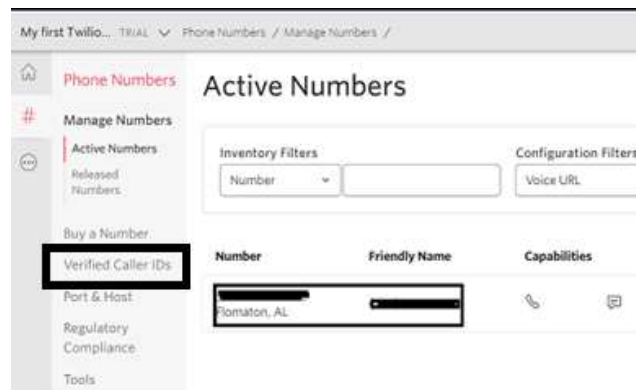 My first Twilio... TRIAL Phone Numbers / Manage Numbers /
Phone Numbers
Manage Numbers
Active Numbers
Released
Numbers
Buy a Number
Verified Caller IDs
Port & Host
Regulatory
Compliance
Tools
Active Numbers
Inventory Filters
Configuration Filters
Number
Voice URL
Number Friendly Name Capabilities
Flomaton, AL